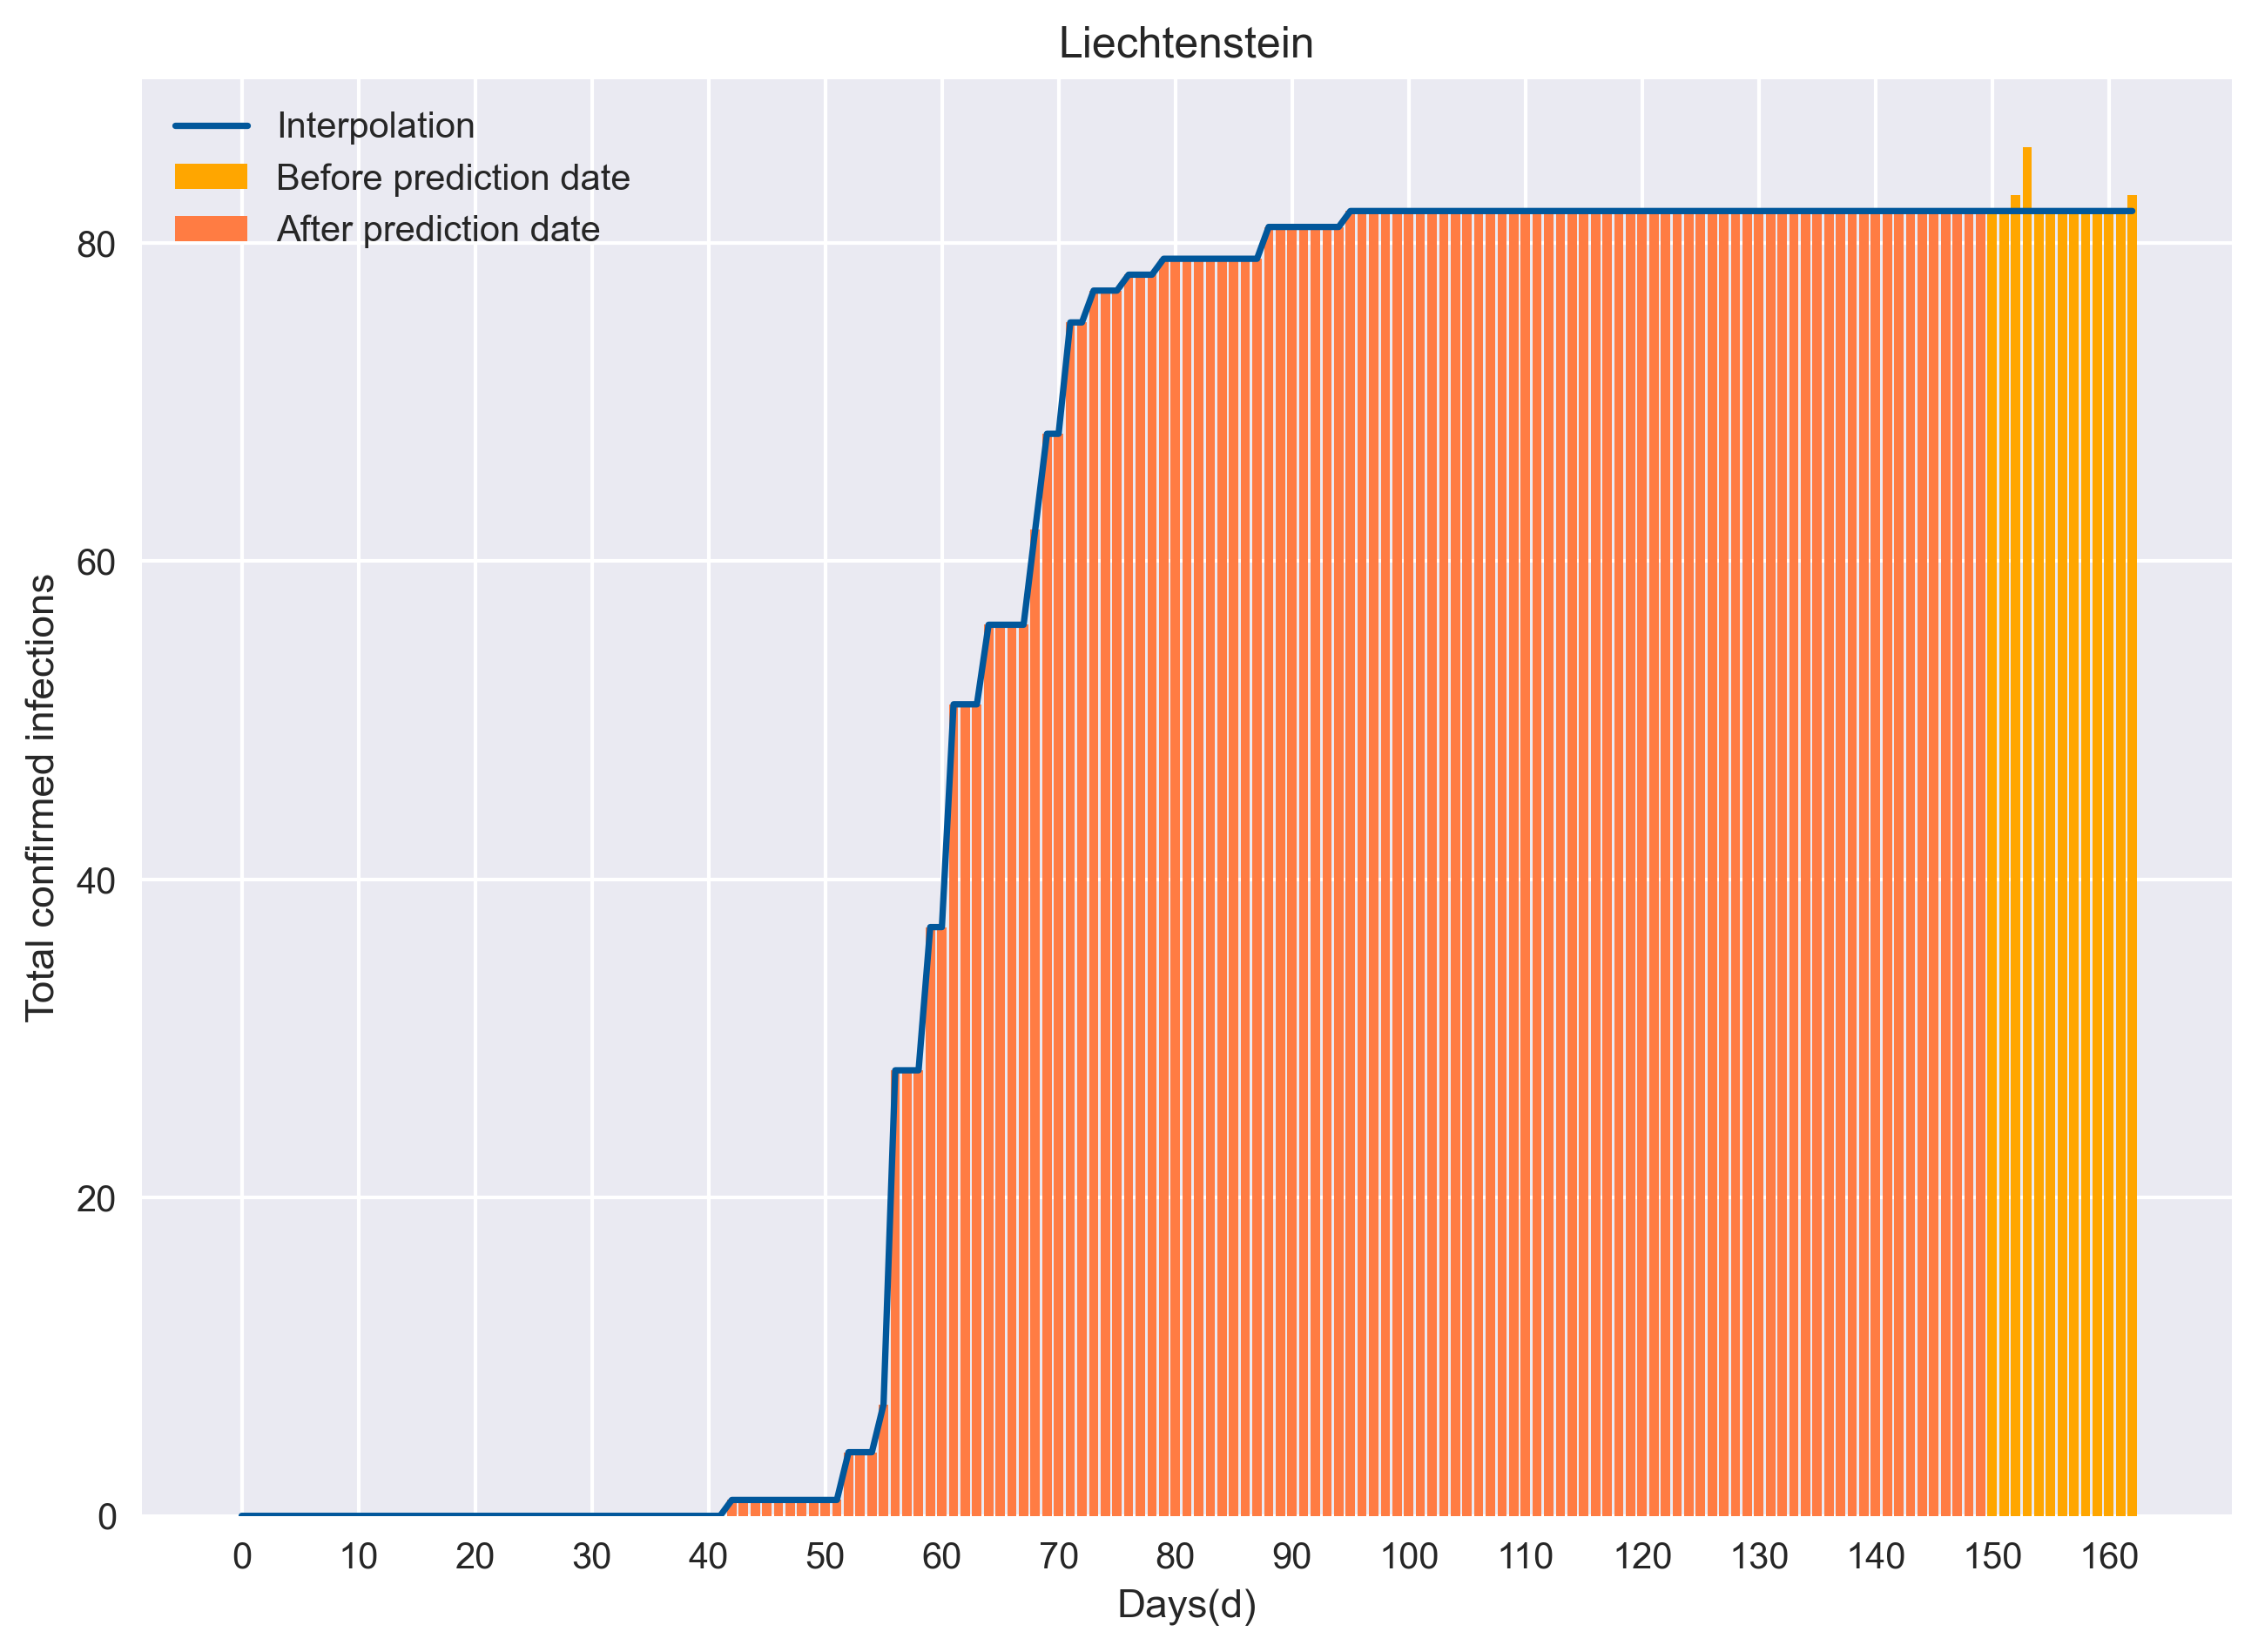 Liechtenstein
Interpolation
Before prediction date
After prediction date
80
60
40
20
0
Total confirmed infections
0 10 20 30 40 50 60 70 80 90 100 110 120 130 140 150 160
Days(d)